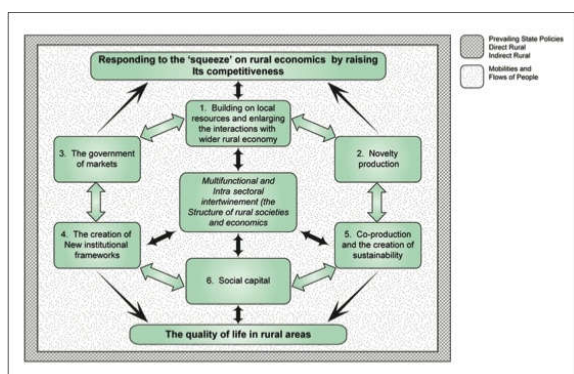 Responding to the 'squeeze' on rural economics by raising
Its competitiveness
1. Building on local
resources and enlarging
the interactions with
wider rural economy
3. The government
of markets
2. Novelty
production
Multifunctional and
Intra sectoral
intertwinement (the
Structure of rural societies
and economics
4. The creation of
New institutional
frameworks
5. Co-production
and the creation of
sustainability
6. Social capital
The quality of life in rural areas
Prevailing State Policies
Direct Rural
Indirect Rural
Mobilities and
Flows of People